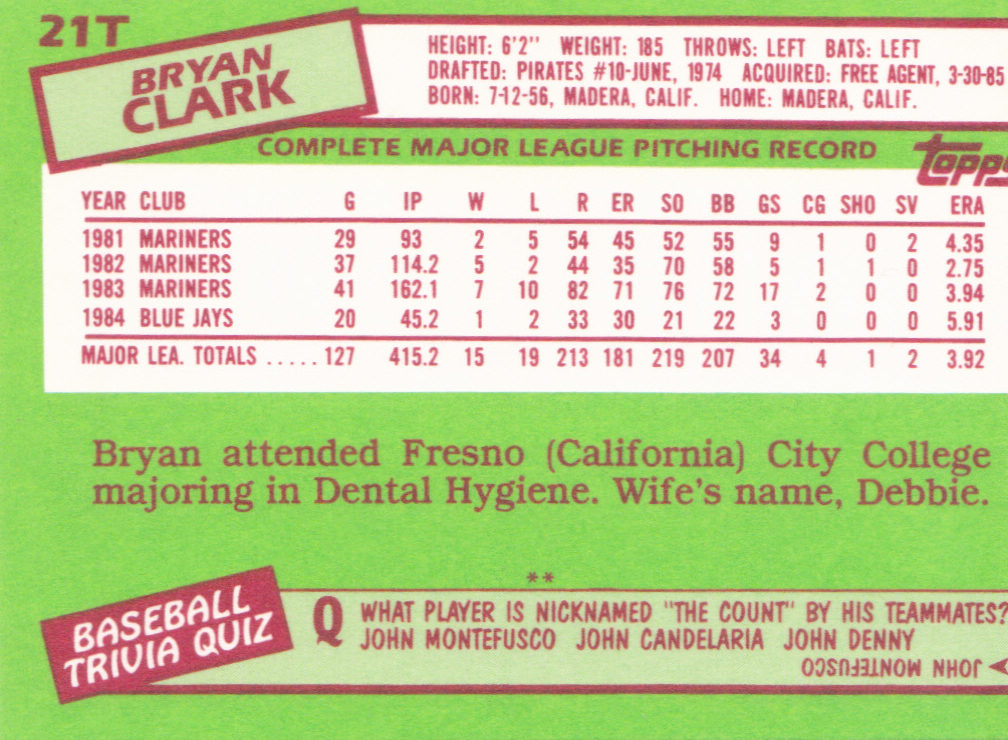 21T
BRYAN
CLARK
HEIGHT: 6'2'' WEIGHT: 185 THROWS: LEFT BATS: LEFT
DRAFTED: PIRATES #10-JUNE, 1974 ACQUIRED: FREE AGENT, 3-30-85
BORN: 7-12-56, MADERA, CALIF. HOME: MADERA, CALIF.
COMPLETE MAJOR LEAGUE PITCHING RECORD
Topps
YEAR CLUB G IP W L R ER SO BB GS CG SHO SV ERA
1981 MARINERS 29 93 2 5 54 45 52 55 9 1 0 2 4.35
1982 MARINERS 37 114.2 5 2 44 35 70 58 5 1 1 0 2.75
1983 MARINERS 41 162.1 7 10 82 71 76 72 17 2 0 0 3.94
1984 BLUE JAYS 20 45.2 1 2 33 30 21 22 3 0 0 0 5.91
MAJOR LEA. TOTALS ..... 127 415.2 15 19 213 181 219 207 34 4 1 2 3.92
Bryan attended Fresno (California) City College
majoring in Dental Hygiene. Wife's name, Debbie.
**
BASEBALL
TRIVIA QUIZ
Q WHAT PLAYER IS NICKNAMED "THE COUNT" BY HIS TEAMMATES?
JOHN MONTEFUSCO JOHN CANDELARIA JOHN DENNY
JOHN MONTEFUSCO